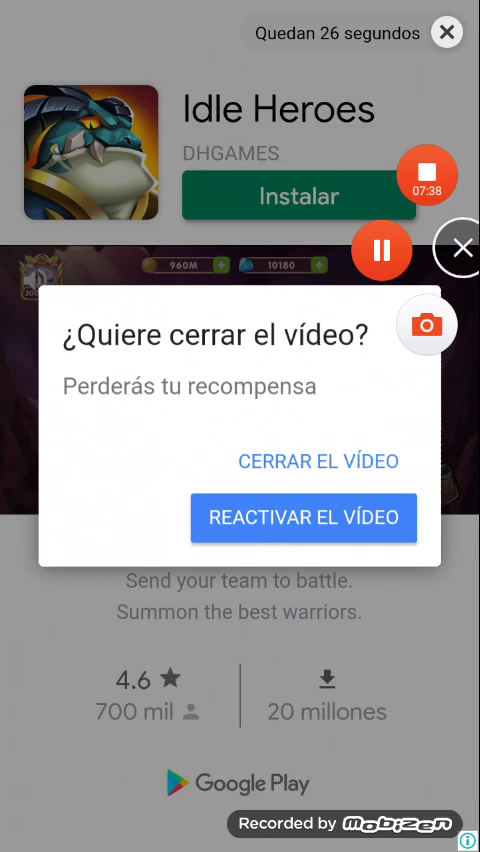 Quedan 26 segundos
Idle Heroes
DHGAMES
Instalar
07:38
960M
10180
¿Quiere cerrar el vídeo?
Perderás tu recompensa
CERRAR EL VÍDEO
REACTIVAR EL VÍDEO
Send your team to battle.
Summon the best warriors.
4.6
700 mil
20 millones
Google Play
Recorded by Mobizen